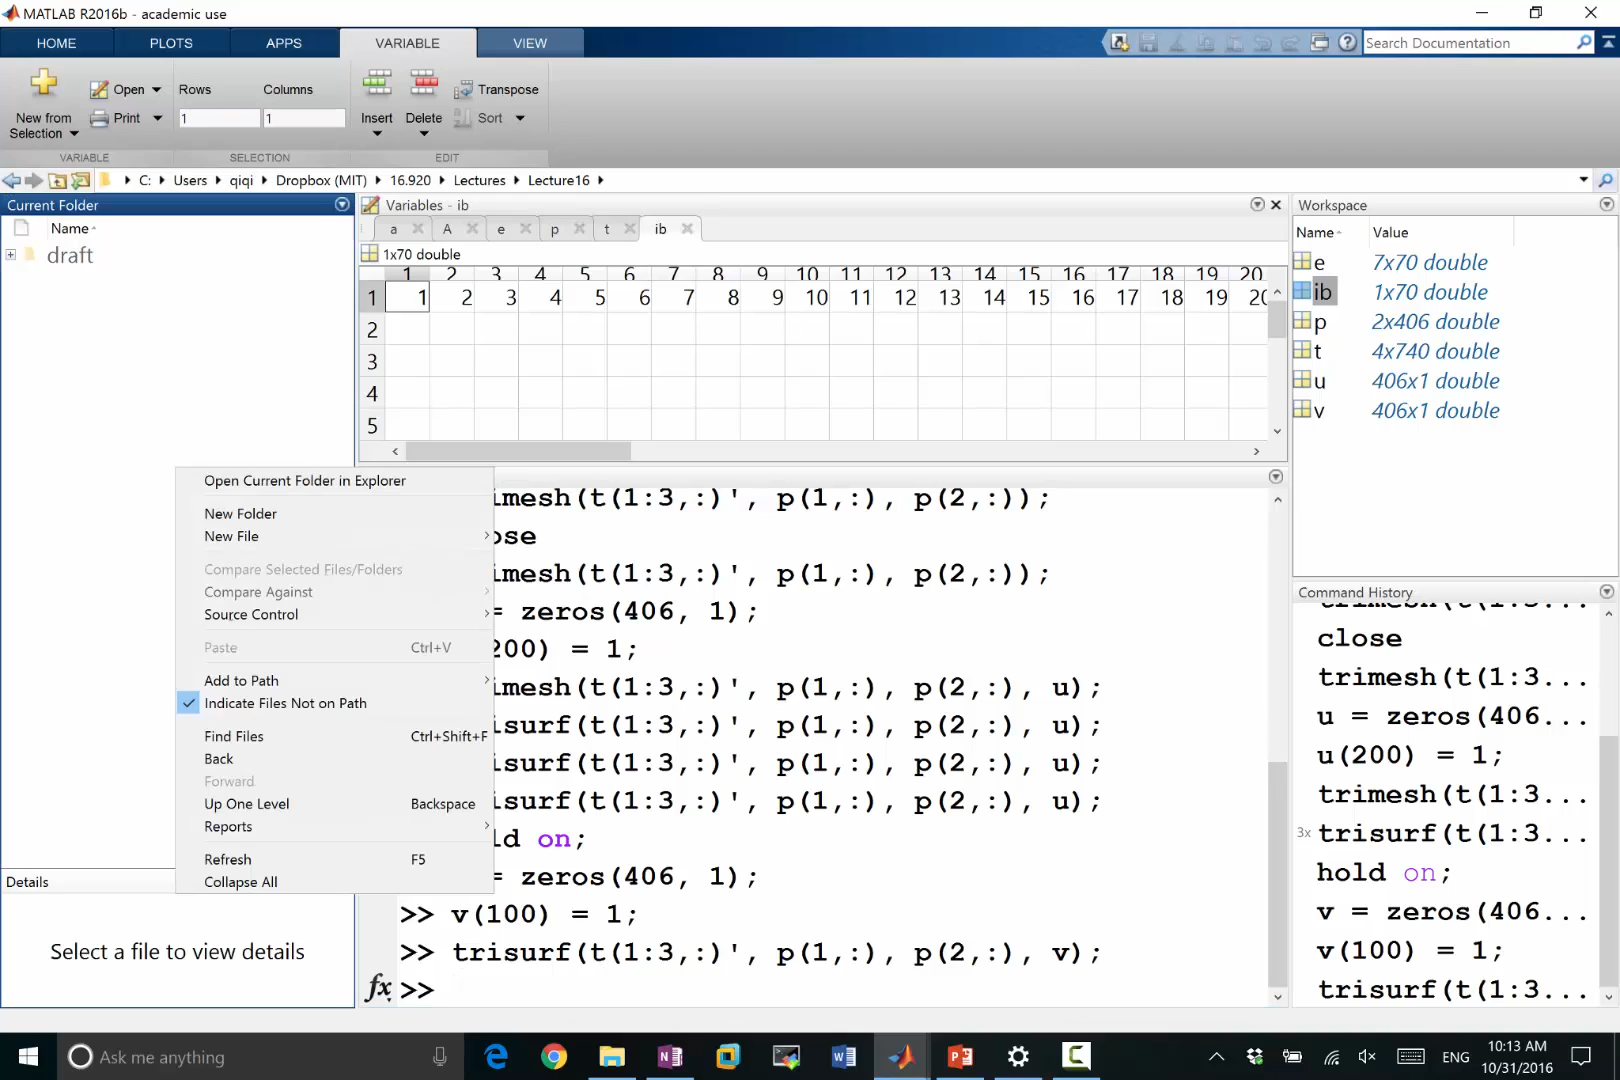 MATLAB R2016b - academic use
HOME PLOTS APPS VARIABLE VIEW
Search Documentation
New from Selection
Open
Print
Rows Columns
1 1
Insert Delete
Transpose
Sort
VARIABLE SELECTION EDIT
C: Users qiqi Dropbox (MIT) 16.920 Lectures Lecture16
Current Folder
Name
draft
Variables - ib
a A e p t ib
1x70 double
1 2 3 4 5 6 7 8 9 10 11 12 13 14 15 16 17 18 19 20
1 1 2 3 4 5 6 7 8 9 10 11 12 13 14 15 16 17 18 19 20
2
3
4
5
Open Current Folder in Explorer
New Folder
New File
Compare Selected Files/Folders
Compare Against
Source Control
Paste Ctrl+V
Add to Path
Indicate Files Not on Path
Find Files Ctrl+Shift+F
Back
Forward
Up One Level Backspace
Reports
Refresh F5
Collapse All
Details
Select a file to view details
imesh(t(1:3,:)', p(1,:), p(2,:));
ose
imesh(t(1:3,:)', p(1,:), p(2,:));
= zeros(406, 1);
200) = 1;
imesh(t(1:3,:)', p(1,:), p(2,:), u);
isurf(t(1:3,:)', p(1,:), p(2,:), u);
isurf(t(1:3,:)', p(1,:), p(2,:), u);
isurf(t(1:3,:)', p(1,:), p(2,:), u);
ld on;
= zeros(406, 1);
>> v(100) = 1;
>> trisurf(t(1:3,:)', p(1,:), p(2,:), v);
fx >>
Workspace
Name Value
e 7x70 double
ib 1x70 double
p 2x406 double
t 4x740 double
u 406x1 double
v 406x1 double
Command History
trimesh(t(1:3...
close
trimesh(t(1:3...
u = zeros(406...
u(200) = 1;
trimesh(t(1:3...
3x trisurf(t(1:3...
hold on;
v = zeros(406...
v(100) = 1;
trisurf(t(1:3...
Ask me anything
ENG
10:13 AM
10/31/2016